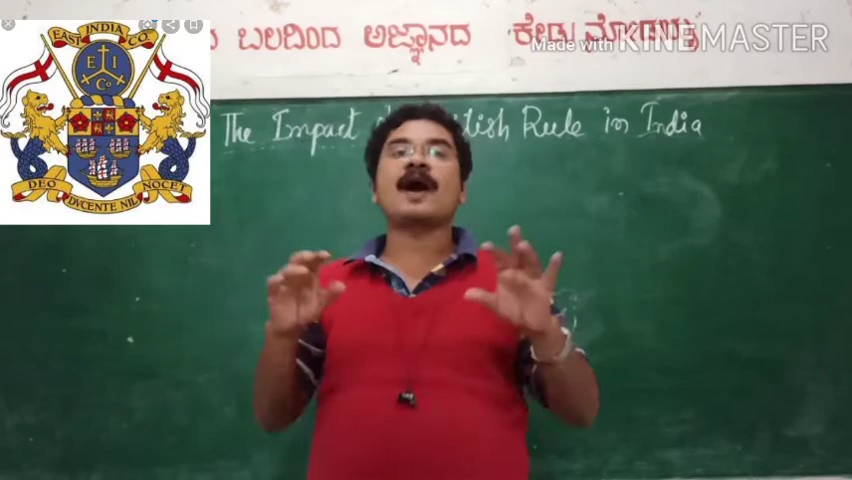 EAST INDIA CO.
E I
Co
DEO DVCENTE NIL NOCET
ಬಲದಿಂದ ಅಜ್ಞಾನದ ಕೇಡು
Made with KINEMASTER
The Impact itish Rule in India